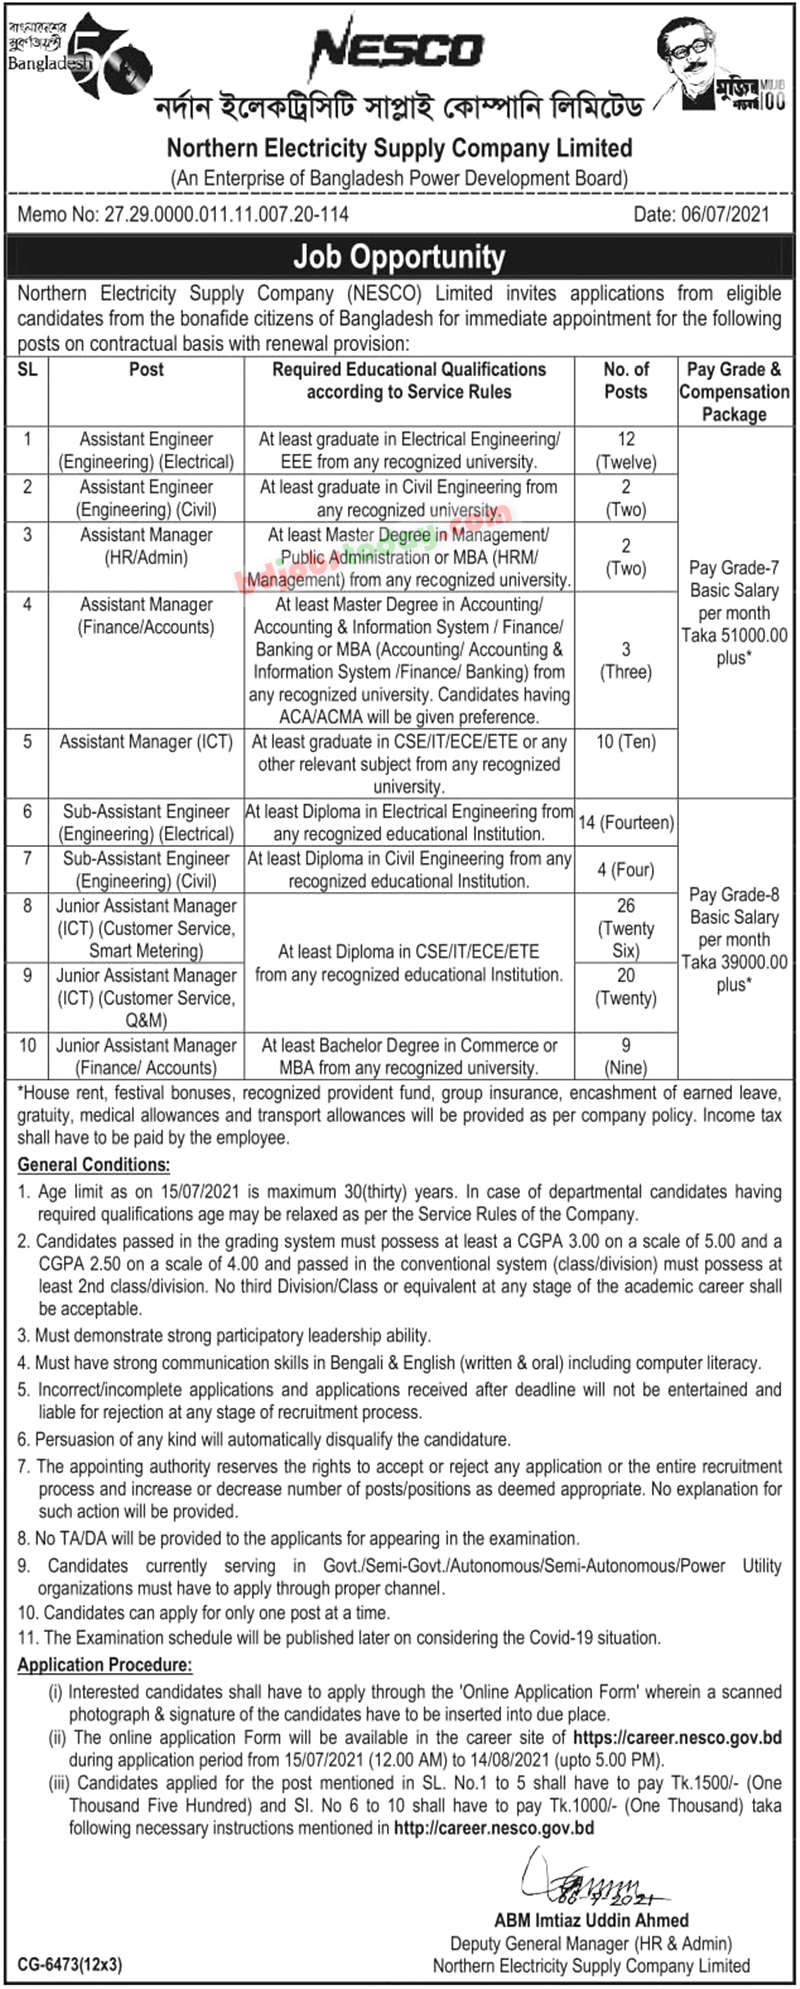 বাংলাদেশের
সুবর্ণজয়ন্তী
Bangladesh 50
NESCO
মুজিব MUJIB
শতবর্ষ 100
নর্দান ইলেকট্রিসিটি সাপ্লাই কোম্পানি লিমিটেড
Northern Electricity Supply Company Limited
(An Enterprise of Bangladesh Power Development Board)
Memo No: 27.29.0000.011.11.007.20-114 Date: 06/07/2021
Job Opportunity
Northern Electricity Supply Company (NESCO) Limited invites applications from eligible
candidates from the bonafide citizens of Bangladesh for immediate appointment for the following
posts on contractual basis with renewal provision:
SL Post Required Educational Qualifications No. of Pay Grade &
according to Service Rules Posts Compensation
Package
1 Assistant Engineer At least graduate in Electrical Engineering/ 12
(Engineering) (Electrical) EEE from any recognized university. (Twelve)
2 Assistant Engineer At least graduate in Civil Engineering from 2
(Engineering) (Civil) any recognized university. (Two)
3 Assistant Manager At least Master Degree in Management/ 2
(HR/Admin) Public Administration or MBA (HRM/ (Two)
Management) from any recognized university.
bdjobstoday.com
Pay Grade-7
Basic Salary
per month
Taka 51000.00
plus*
4 Assistant Manager At least Master Degree in Accounting/
(Finance/Accounts) Accounting & Information System / Finance/
Banking or MBA (Accounting/ Accounting & 3
Information System /Finance/ Banking) from (Three)
any recognized university. Candidates having
ACA/ACMA will be given preference.
5 Assistant Manager (ICT) At least graduate in CSE/IT/ECE/ETE or any 10 (Ten)
other relevant subject from any recognized
university.
6 Sub-Assistant Engineer At least Diploma in Electrical Engineering from 14 (Fourteen)
(Engineering) (Electrical) any recognized educational Institution.
7 Sub-Assistant Engineer At least Diploma in Civil Engineering from any 4 (Four)
(Engineering) (Civil) recognized educational Institution.
8 Junior Assistant Manager 26
(ICT) (Customer Service, (Twenty
Smart Metering) Six)
At least Diploma in CSE/IT/ECE/ETE
from any recognized educational Institution.
9 Junior Assistant Manager 20
(ICT) (Customer Service, (Twenty)
Q&M)
Pay Grade-8
Basic Salary
per month
Taka 39000.00
plus*
10 Junior Assistant Manager At least Bachelor Degree in Commerce or 9
(Finance/ Accounts) MBA from any recognized university. (Nine)
*House rent, festival bonuses, recognized provident fund, group insurance, encashment of earned leave,
gratuity, medical allowances and transport allowances will be provided as per company policy. Income tax
shall have to be paid by the employee.
General Conditions:
1. Age limit as on 15/07/2021 is maximum 30(thirty) years. In case of departmental candidates having
required qualifications age may be relaxed as per the Service Rules of the Company.
2. Candidates passed in the grading system must possess at least a CGPA 3.00 on a scale of 5.00 and a
CGPA 2.50 on a scale of 4.00 and passed in the conventional system (class/division) must possess at
least 2nd class/division. No third Division/Class or equivalent at any stage of the academic career shall
be acceptable.
3. Must demonstrate strong participatory leadership ability.
4. Must have strong communication skills in Bengali & English (written & oral) including computer literacy.
5. Incorrect/incomplete applications and applications received after deadline will not be entertained and
liable for rejection at any stage of recruitment process.
6. Persuasion of any kind will automatically disqualify the candidature.
7. The appointing authority reserves the rights to accept or reject any application or the entire recruitment
process and increase or decrease number of posts/positions as deemed appropriate. No explanation for
such action will be provided.
8. No TA/DA will be provided to the applicants for appearing in the examination.
9. Candidates currently serving in Govt./Semi-Govt./Autonomous/Semi-Autonomous/Power Utility
organizations must have to apply through proper channel.
10. Candidates can apply for only one post at a time.
11. The Examination schedule will be published later on considering the Covid-19 situation.
Application Procedure:
(i) Interested candidates shall have to apply through the 'Online Application Form' wherein a scanned
photograph & signature of the candidates have to be inserted into due place.
(ii) The online application Form will be available in the career site of https://career.nesco.gov.bd
during application period from 15/07/2021 (12.00 AM) to 14/08/2021 (upto 5.00 PM).
(iii) Candidates applied for the post mentioned in SL. No.1 to 5 shall have to pay Tk.1500/- (One
Thousand Five Hundred) and Sl. No 6 to 10 shall have to pay Tk.1000/- (One Thousand) taka
following necessary instructions mentioned in http://career.nesco.gov.bd
06-7-2021
ABM Imtiaz Uddin Ahmed
Deputy General Manager (HR & Admin)
CG-6473(12x3) Northern Electricity Supply Company Limited